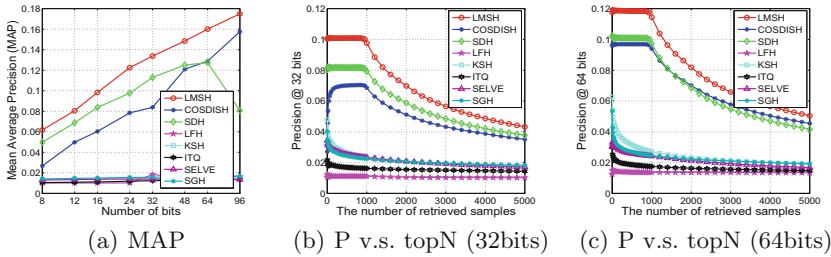 0.18
0.16
0.14
0.12
0.1
0.08
0.06
0.04
0.02
0
Mean Average Precision (MAP)
8 12 16 24 32 48 64 96
Number of bits
LMSH
COSDISH
SDH
LFH
KSH
ITQ
SELVE
SGH
(a) MAP
0.12
0.1
0.08
0.06
0.04
0.02
0
Precision @ 32 bits
0 1000 2000 3000 4000 5000
The number of retrieved samples
LMSH
COSDISH
SDH
LFH
KSH
ITQ
SELVE
SGH
(b) P v.s. topN (32bits)
0.12
0.1
0.08
0.06
0.04
0.02
0
Precision @ 64 bits
0 1000 2000 3000 4000 5000
The number of retrieved samples
LMSH
COSDISH
SDH
LFH
KSH
ITQ
SELVE
SGH
(c) P v.s. topN (64bits)